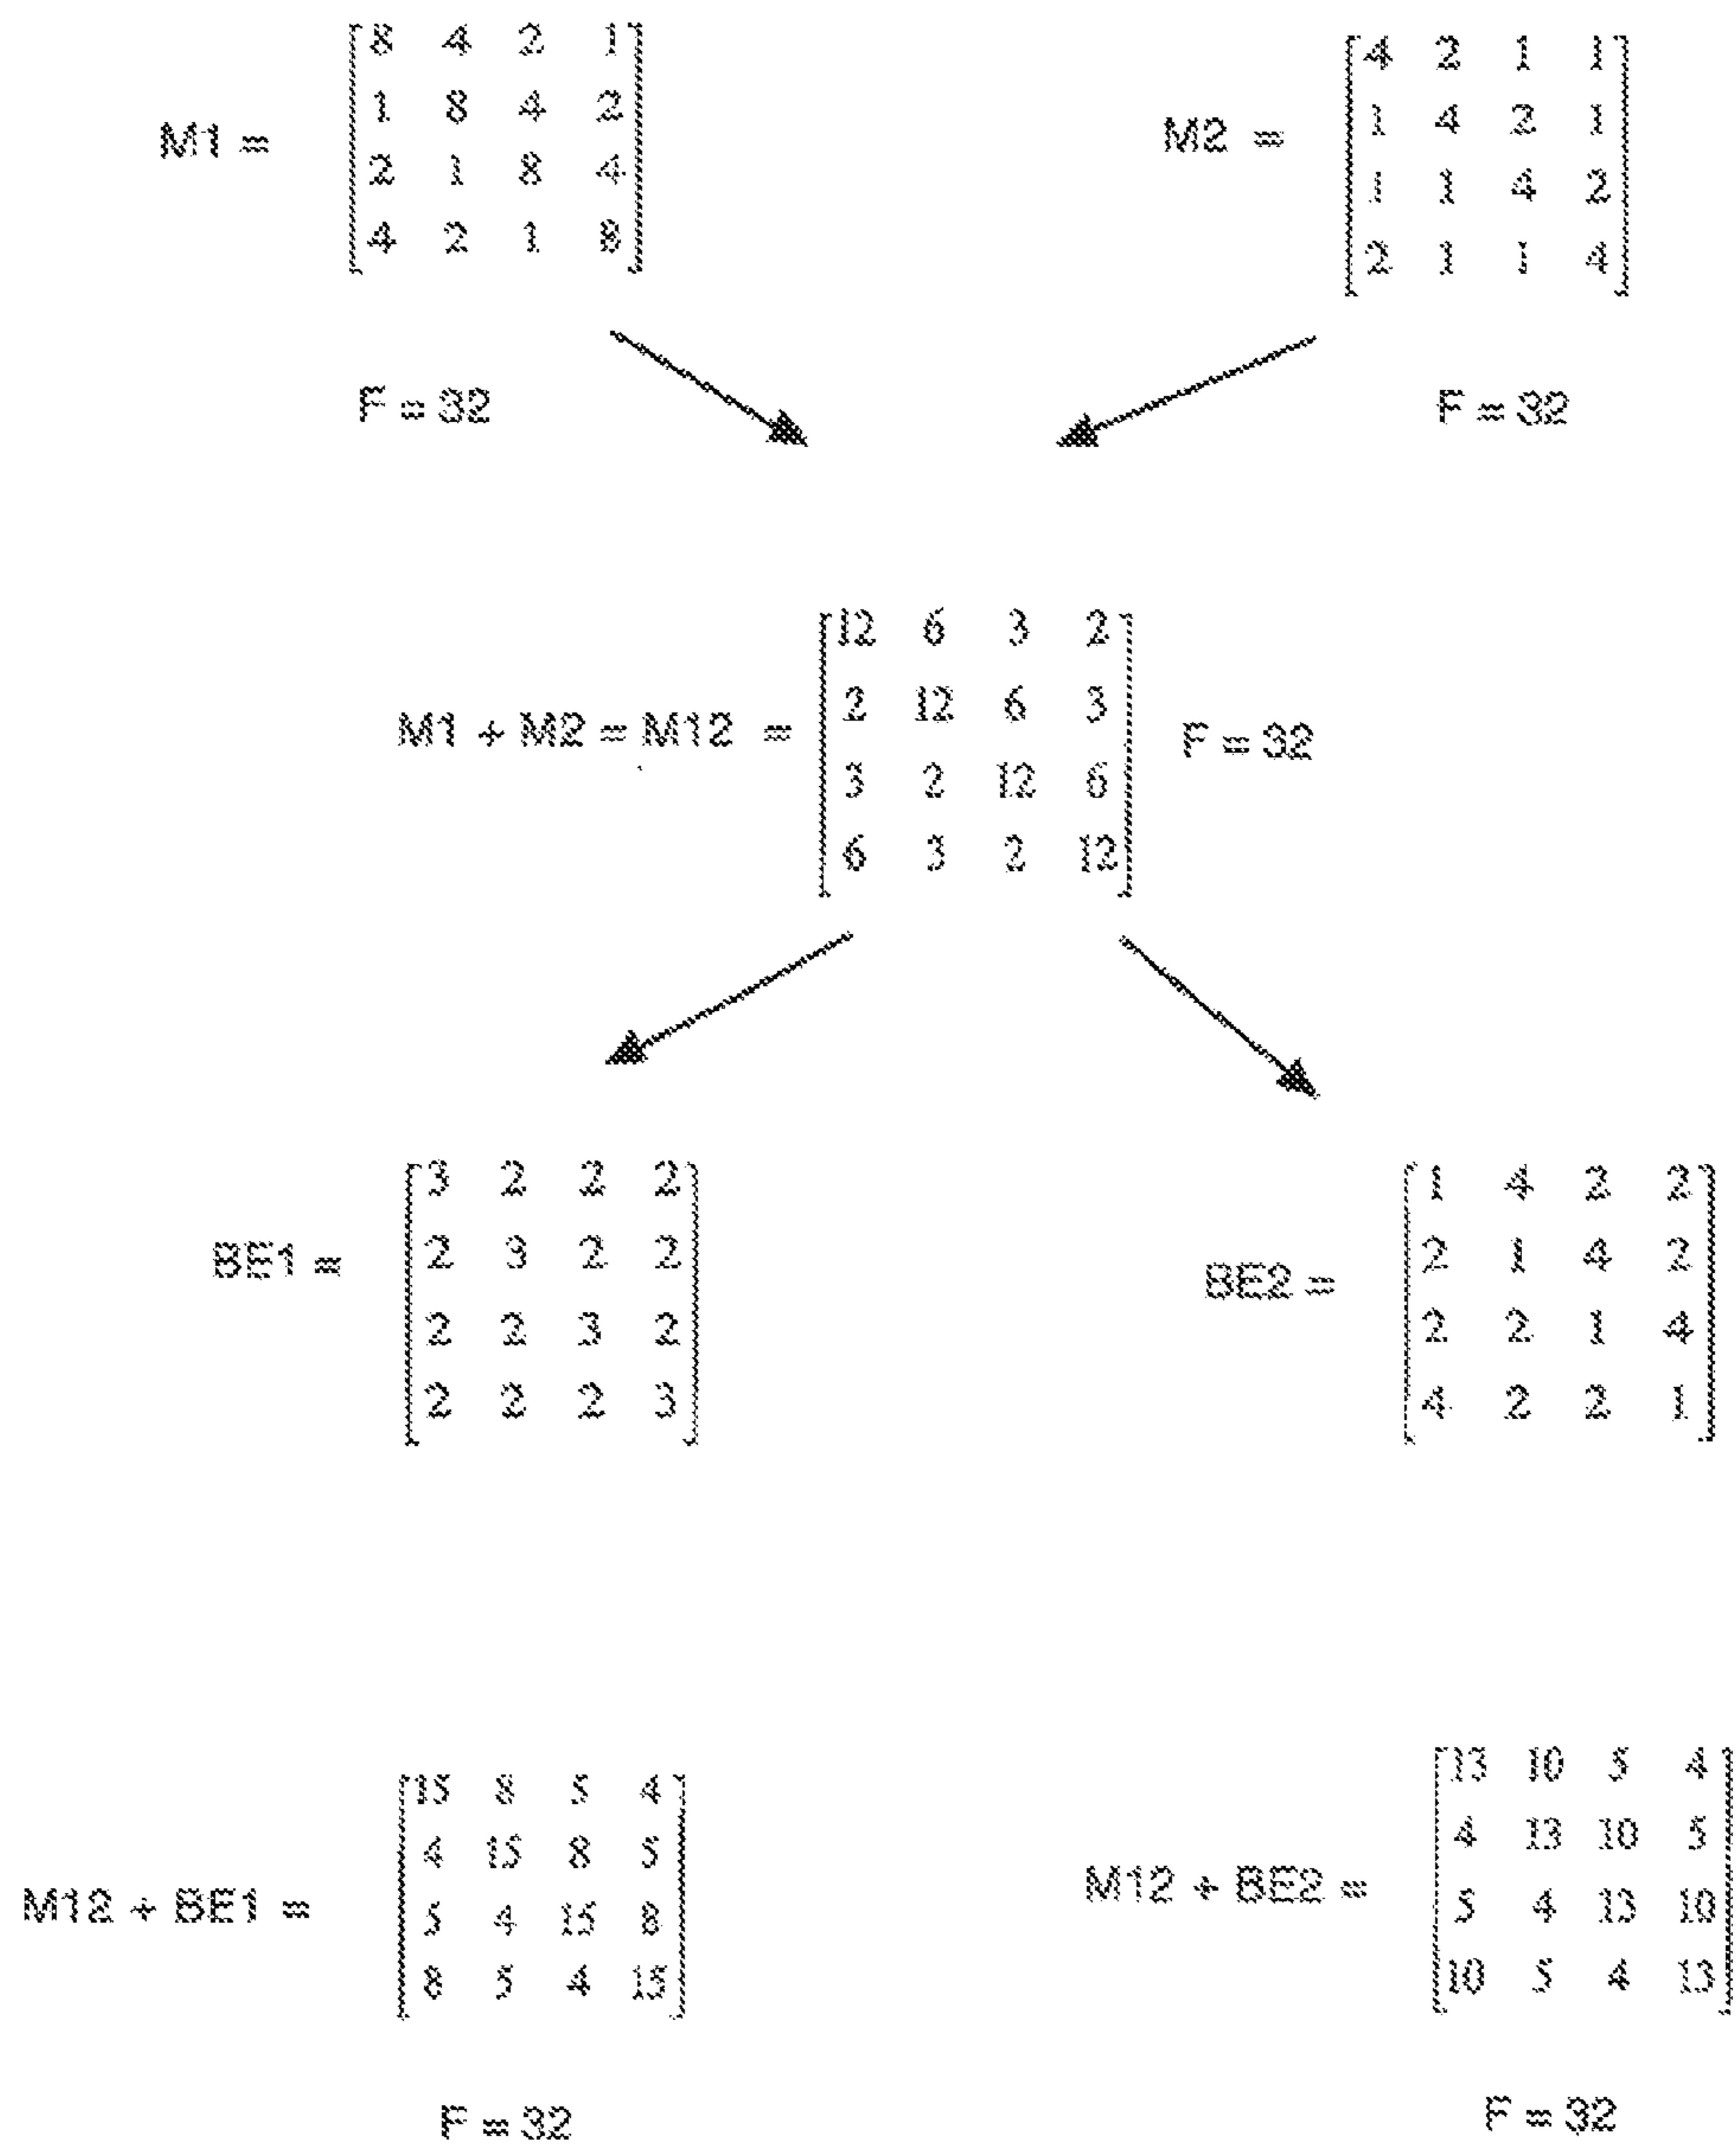 M1 =
8 4 2 1
1 8 4 2
2 1 8 4
4 2 1 8
F = 32
M2 =
4 2 1 1
1 4 2 1
1 1 4 2
2 1 1 4
F = 32
M1 + M2 = M12 =
12 6 3 2
2 12 6 3
3 2 12 6
6 3 2 12
F = 32
BE1 =
3 2 2 2
2 3 2 2
2 2 3 2
2 2 2 3
BE2 =
1 4 2 2
2 1 4 2
2 2 1 4
4 2 2 1
M12 + BE1 =
15 8 5 4
4 15 8 5
5 4 15 8
8 5 4 15
F = 32
M12 + BE2 =
13 10 5 4
4 13 10 5
5 4 13 10
10 5 4 13
F = 32